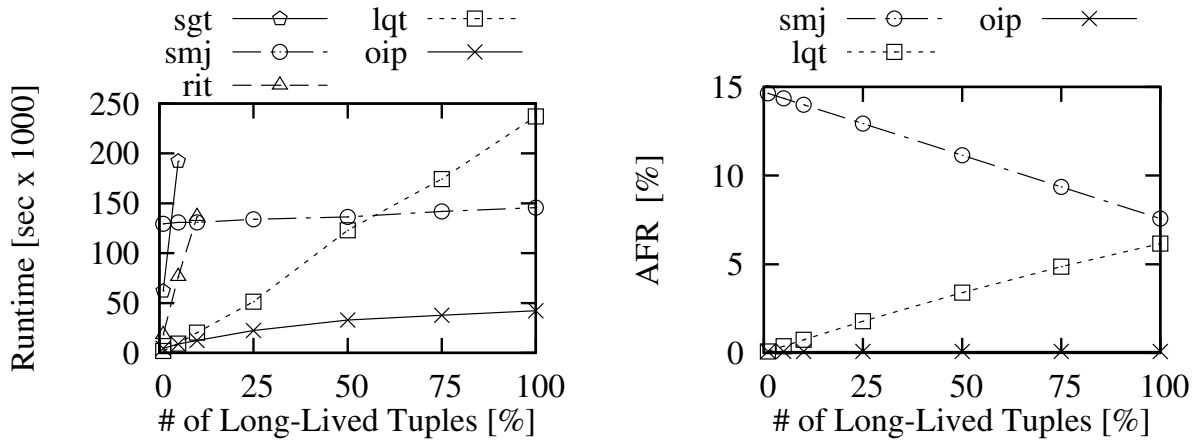 sgt
smj
rit
lqt
oip
Runtime [sec x 1000]
250
200
150
100
50
0
0 25 50 75 100
# of Long-Lived Tuples [%]
smj
lqt
oip
AFR [%]
15
10
5
0
0 25 50 75 100
# of Long-Lived Tuples [%]